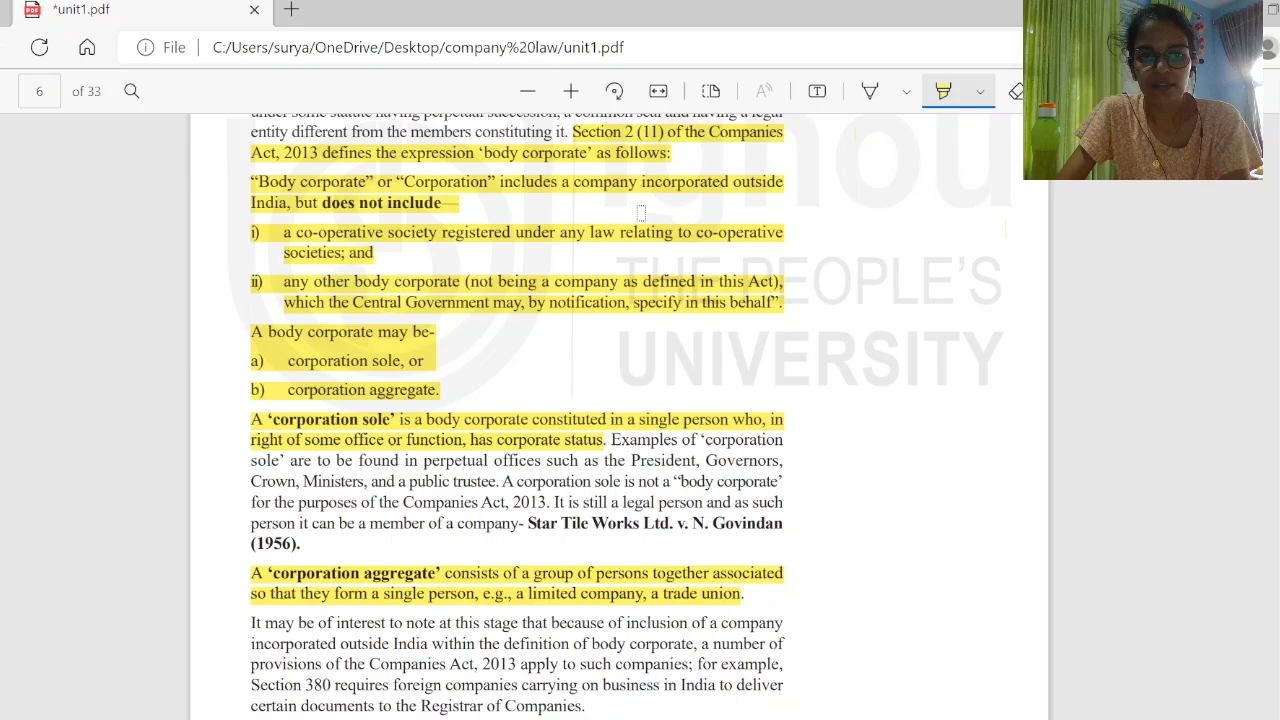 *unit1.pdf
File C:/Users/surya/OneDrive/Desktop/company%20law/unit1.pdf
6 of 33
under some statute having perpetual succession, a common seal and having a legal
entity different from the members constituting it. Section 2 (11) of the Companies
Act, 2013 defines the expression ‘body corporate’ as follows:
“Body corporate” or “Corporation” includes a company incorporated outside
India, but does not include—
i) a co-operative society registered under any law relating to co-operative
societies; and
ii) any other body corporate (not being a company as defined in this Act),
which the Central Government may, by notification, specify in this behalf”.
A body corporate may be-
a) corporation sole, or
b) corporation aggregate.
A ‘corporation sole’ is a body corporate constituted in a single person who, in
right of some office or function, has corporate status. Examples of ‘corporation
sole’ are to be found in perpetual offices such as the President, Governors,
Crown, Ministers, and a public trustee. A corporation sole is not a “body corporate’
for the purposes of the Companies Act, 2013. It is still a legal person and as such
person it can be a member of a company- Star Tile Works Ltd. v. N. Govindan
(1956).
A ‘corporation aggregate’ consists of a group of persons together associated
so that they form a single person, e.g., a limited company, a trade union.
It may be of interest to note at this stage that because of inclusion of a company
incorporated outside India within the definition of body corporate, a number of
provisions of the Companies Act, 2013 apply to such companies; for example,
Section 380 requires foreign companies carrying on business in India to deliver
certain documents to the Registrar of Companies.
ignou
THE PEOPLE’S
UNIVERSITY